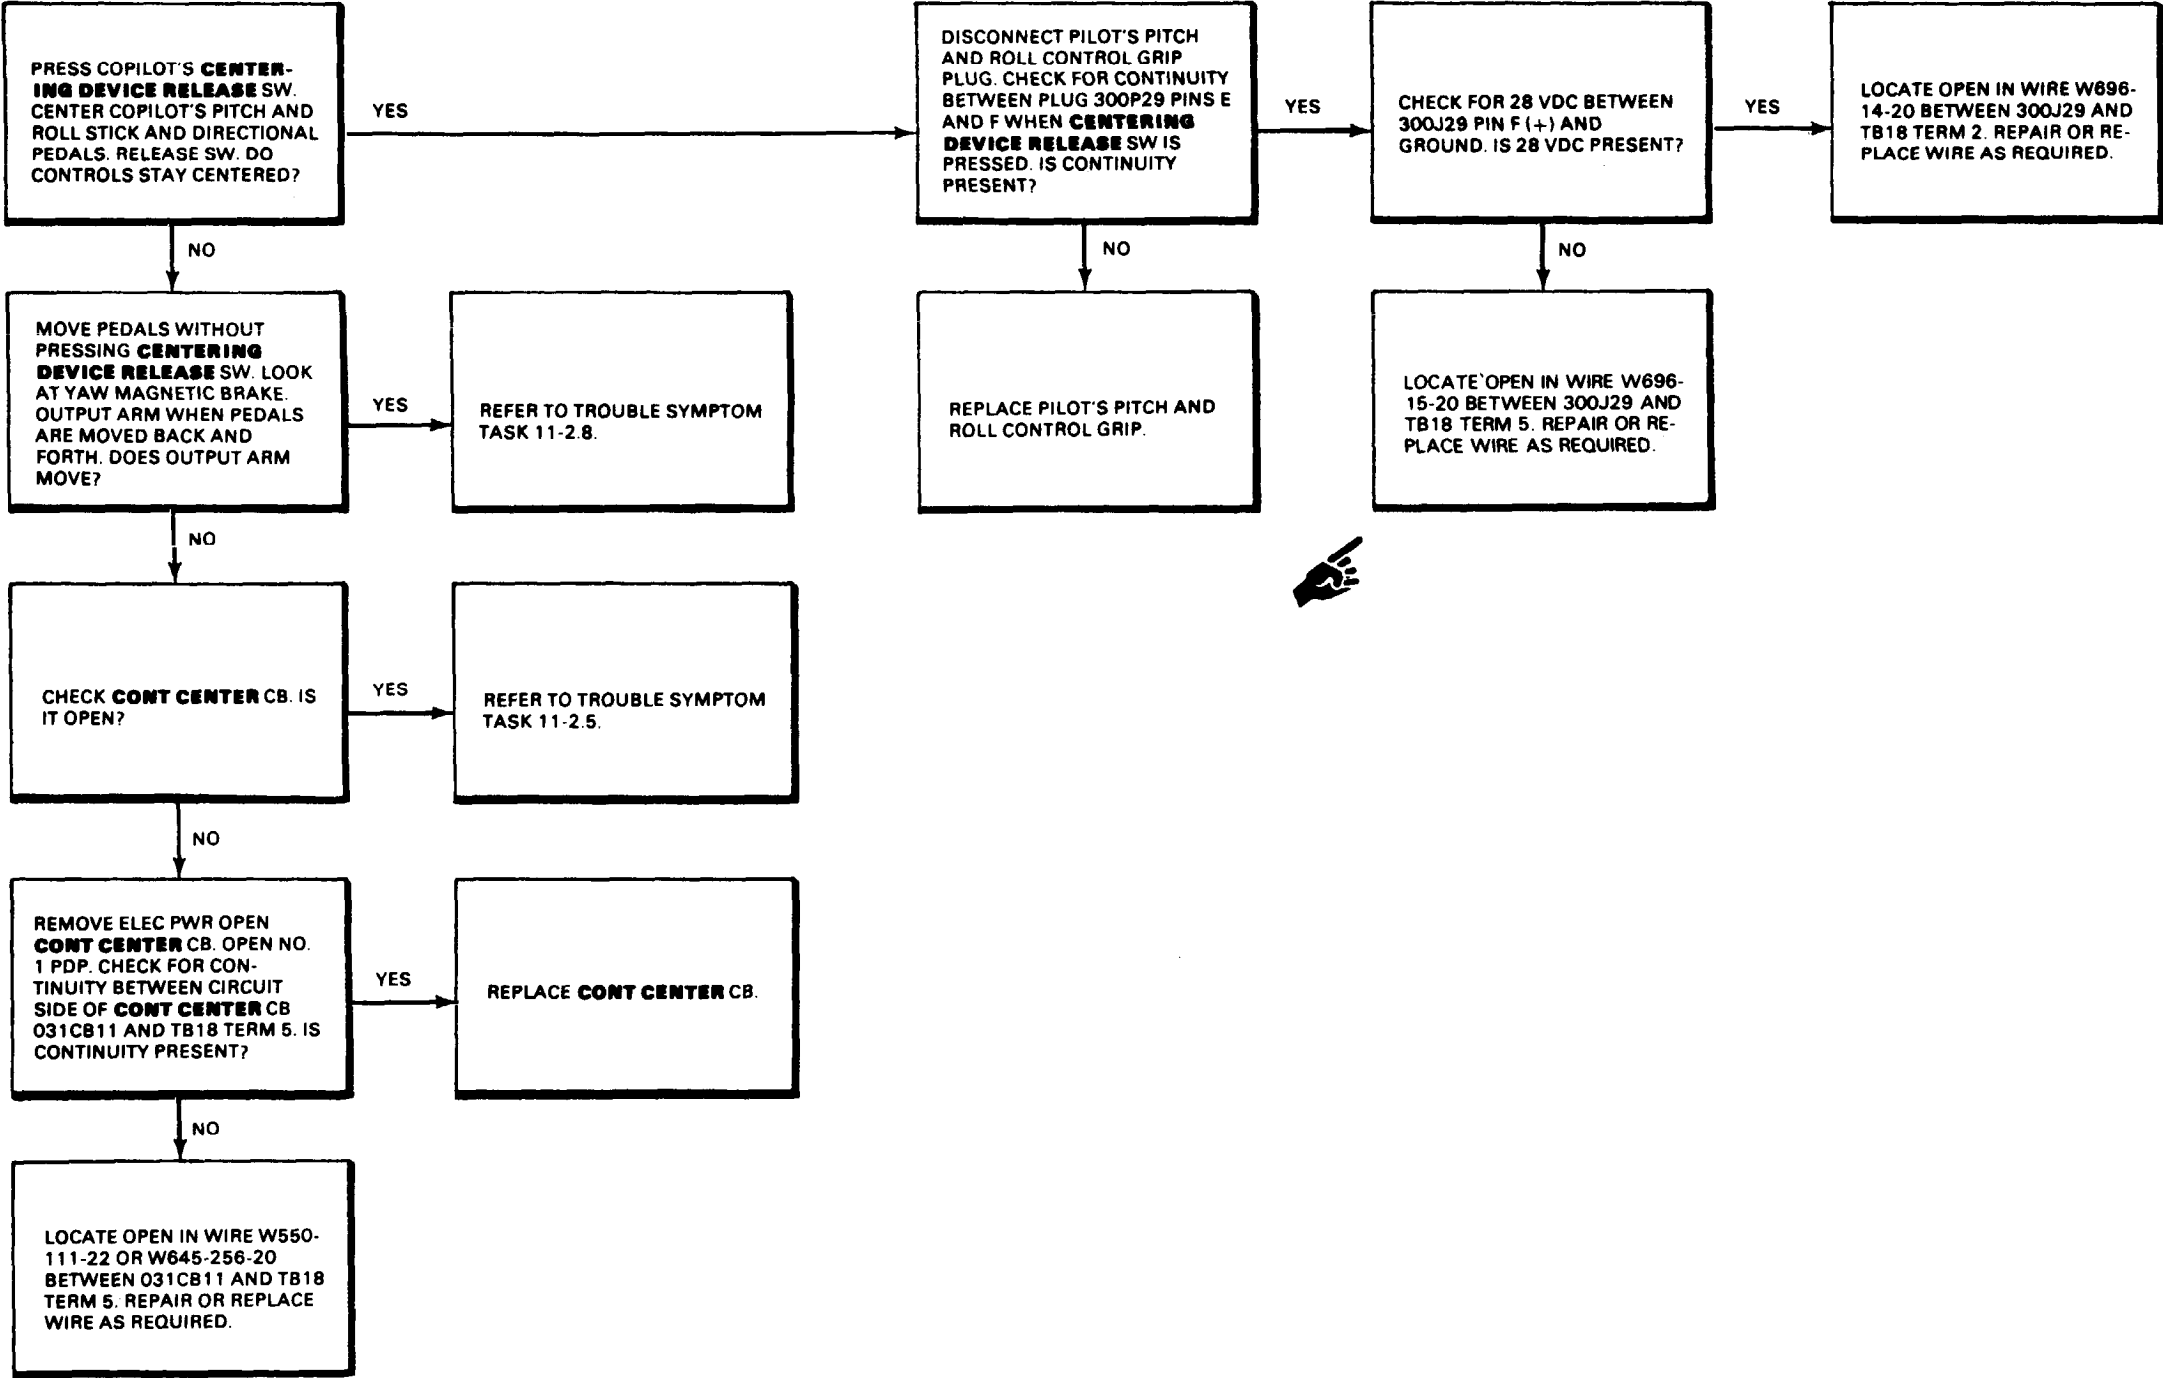 PRESS COPILOT'S CENTER-
ING DEVICE RELEASE SW.
CENTER COPILOT'S PITCH AND
ROLL STICK AND DIRECTIONAL
PEDALS. RELEASE SW. DO
CONTROLS STAY CENTERED?
YES
DISCONNECT PILOT'S PITCH
AND ROLL CONTROL GRIP
PLUG. CHECK FOR CONTINUITY
BETWEEN PLUG 300P29 PINS E
AND F WHEN CENTERING
DEVICE RELEASE SW IS
PRESSED. IS CONTINUITY
PRESENT?
YES
CHECK FOR 28 VDC BETWEEN
300J29 PIN F (+) AND
GROUND. IS 28 VDC PRESENT?
YES
LOCATE OPEN IN WIRE W696-
14-20 BETWEEN 300J29 AND
TB18 TERM 2. REPAIR OR RE-
PLACE WIRE AS REQUIRED.
NO
NO
NO
MOVE PEDALS WITHOUT
PRESSING CENTERING
DEVICE RELEASE SW. LOOK
AT YAW MAGNETIC BRAKE.
OUTPUT ARM WHEN PEDALS
ARE MOVED BACK AND
FORTH. DOES OUTPUT ARM
MOVE?
YES
REFER TO TROUBLE SYMPTOM
TASK 11-2.8.
REPLACE PILOT'S PITCH AND
ROLL CONTROL GRIP.
LOCATE OPEN IN WIRE W696-
15-20 BETWEEN 300J29 AND
TB18 TERM 5. REPAIR OR RE-
PLACE WIRE AS REQUIRED.
NO
CHECK CONT CENTER CB. IS
IT OPEN?
YES
REFER TO TROUBLE SYMPTOM
TASK 11-2.5.
NO
REMOVE ELEC PWR OPEN
CONT CENTER CB. OPEN NO.
1 PDP. CHECK FOR CON-
TINUITY BETWEEN CIRCUIT
SIDE OF CONT CENTER CB
031CB11 AND TB18 TERM 5. IS
CONTINUITY PRESENT?
YES
REPLACE CONT CENTER CB.
NO
LOCATE OPEN IN WIRE W550-
111-22 OR W645-256-20
BETWEEN 031CB11 AND TB18
TERM 5. REPAIR OR REPLACE
WIRE AS REQUIRED.